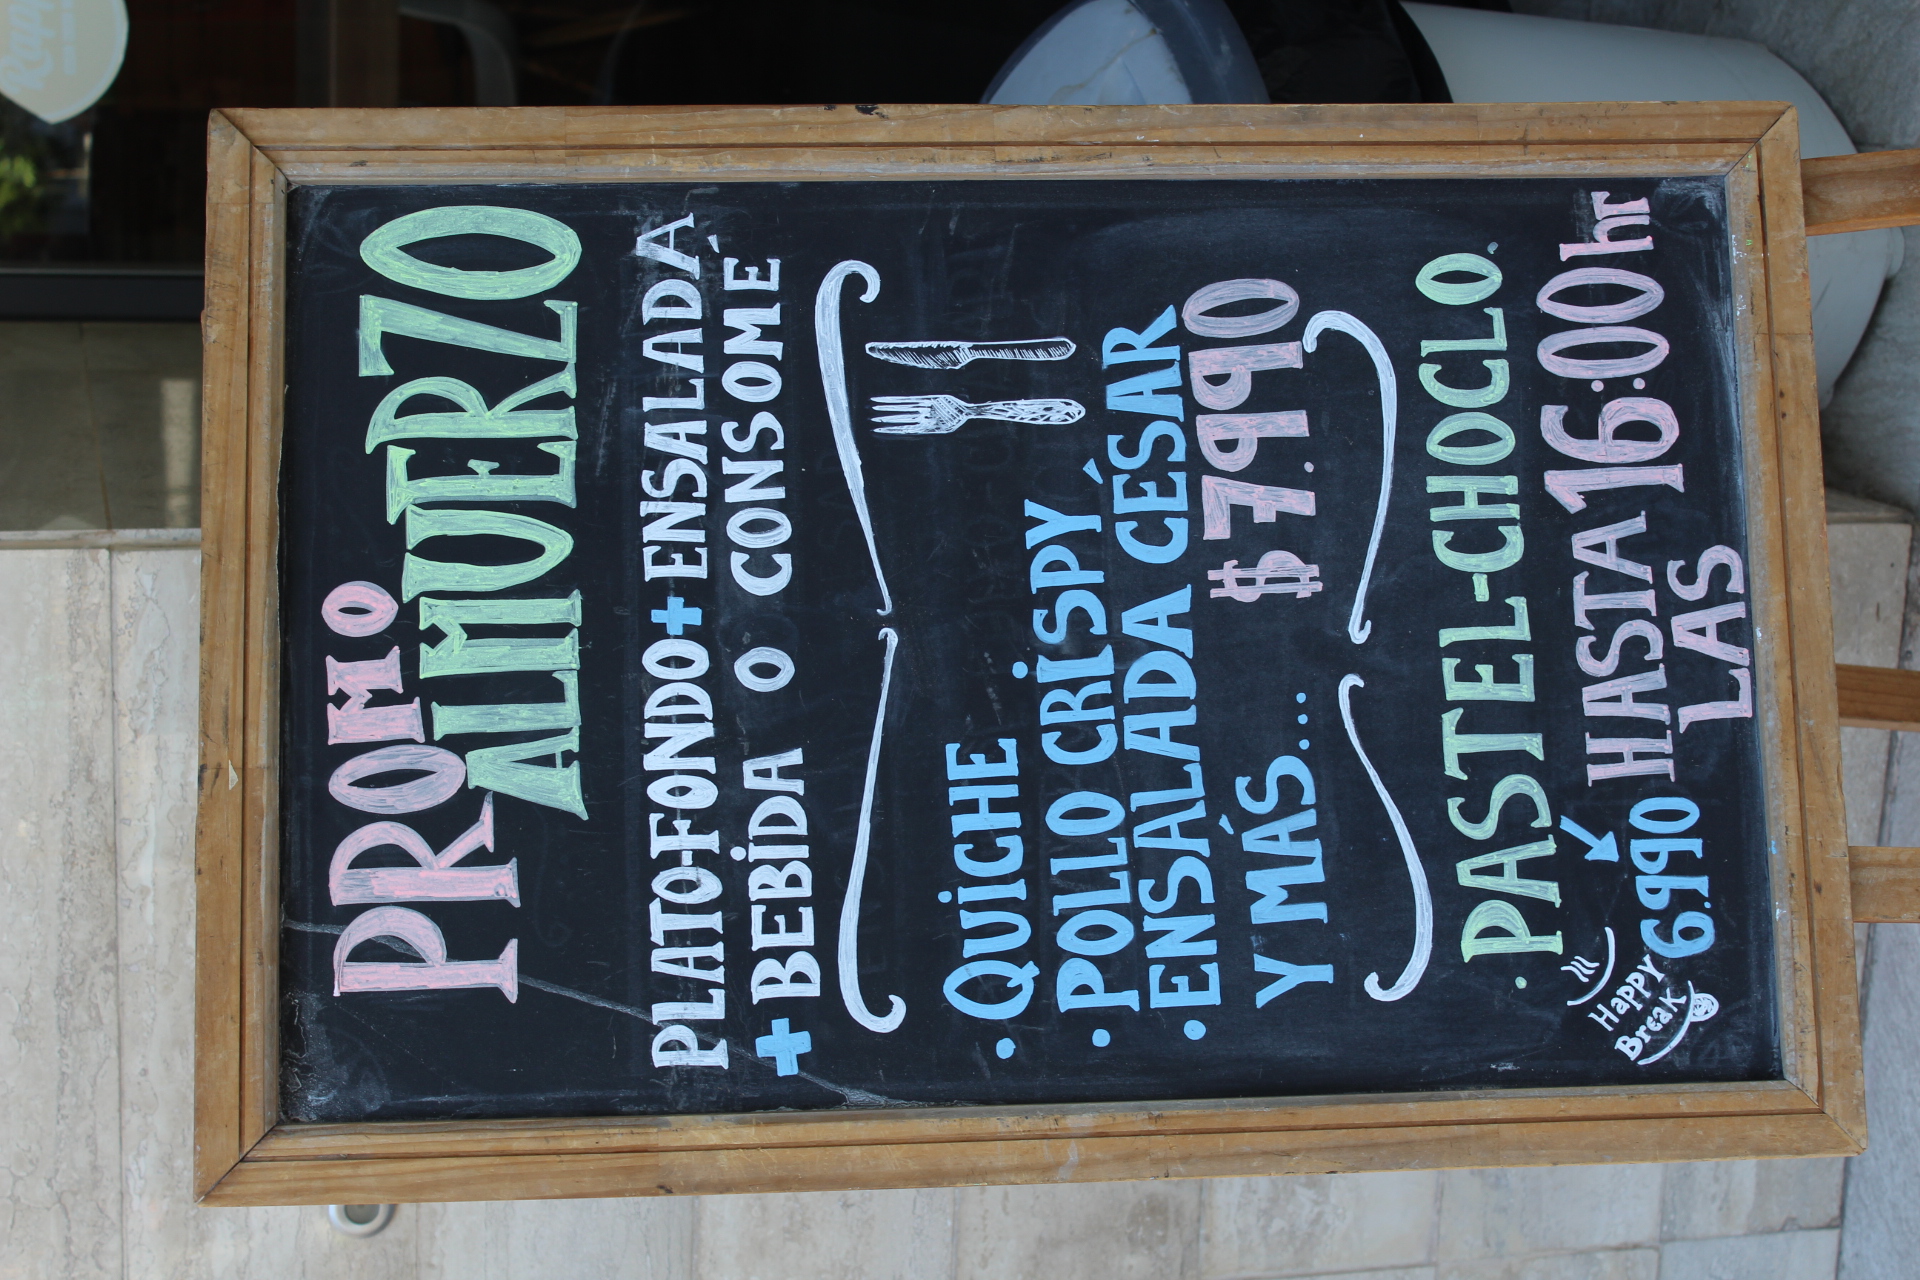 PROMO
ALMUERZO
PLATO-FONDO + ENSALADA
+ BEBIDA O CONSOMÉ
• QUICHE
• POLLO CRISPY
• ENSALADA CÉSAR
Y MÁS... $7.990
• PASTEL-CHOCLO.
Happy
Break
6.990
HASTA 16:00 hr
LAS